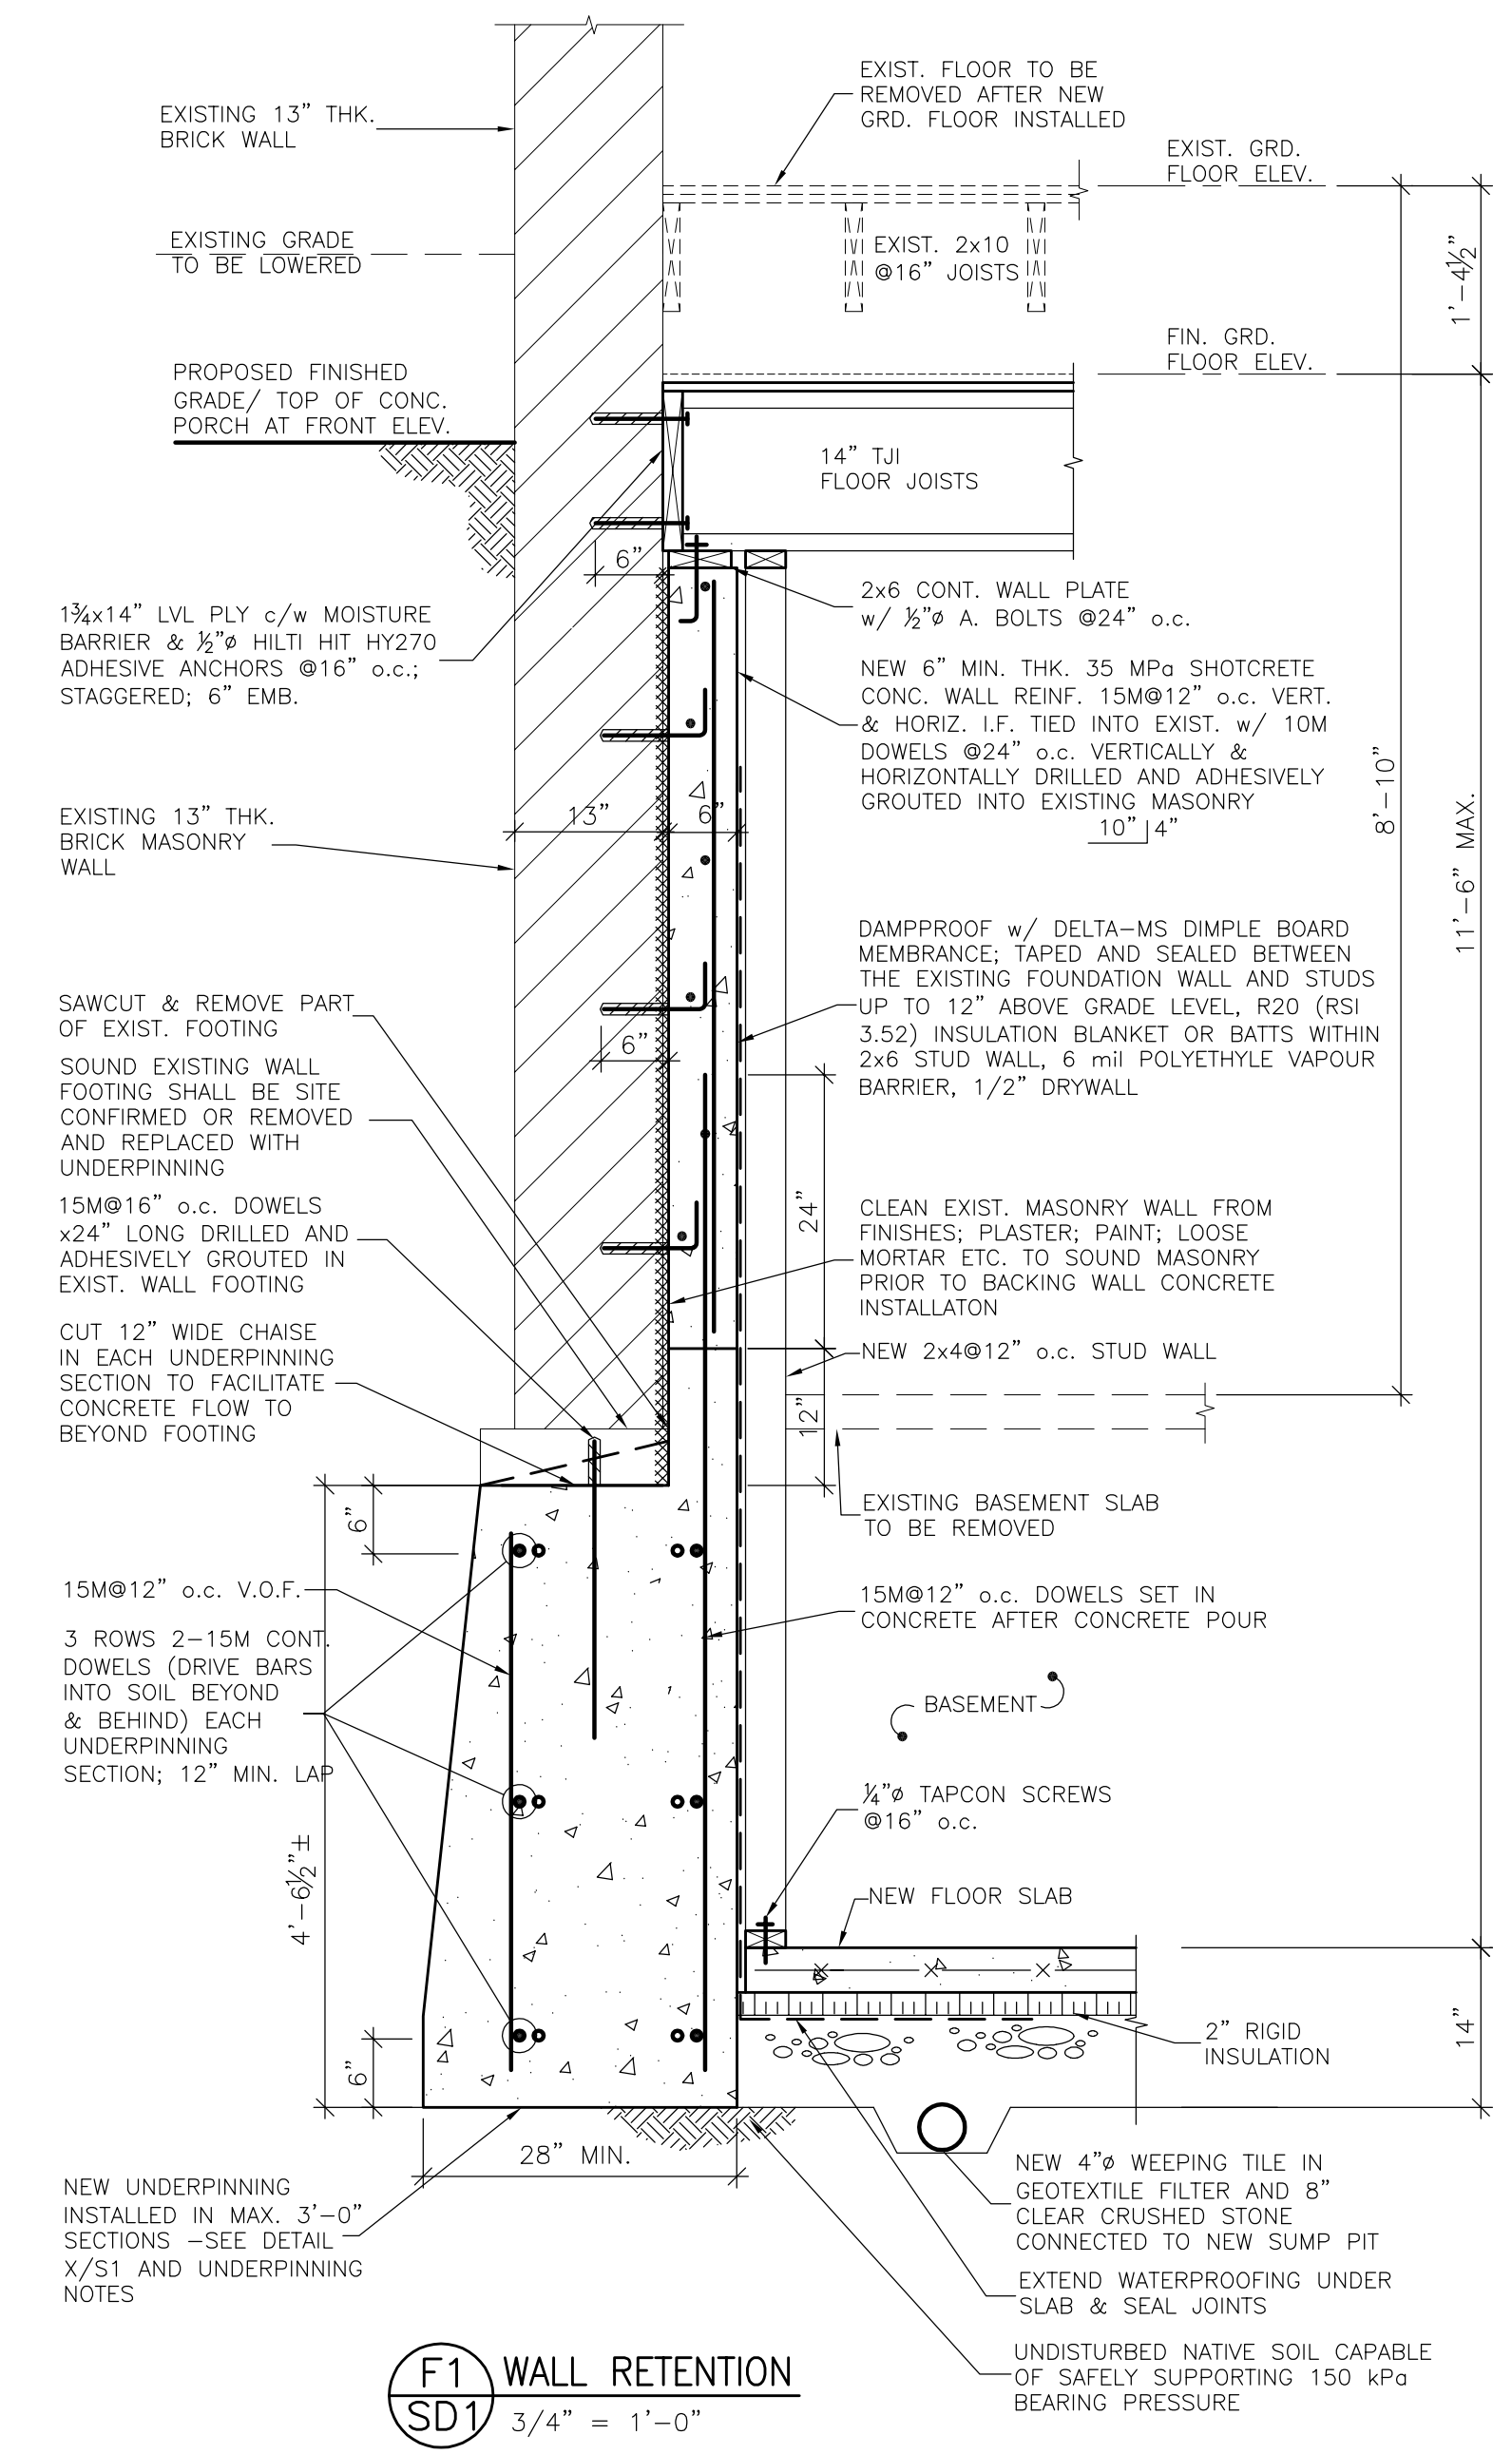 EXIST. FLOOR TO BE
REMOVED AFTER NEW
GRD. FLOOR INSTALLED
EXISTING 13" THK.
BRICK WALL
EXIST. GRD.
FLOOR ELEV.
EXISTING GRADE
TO BE LOWERED
EXIST. 2x10
@16" JOISTS
1'-4½"
FIN. GRD.
FLOOR ELEV.
PROPOSED FINISHED
GRADE/ TOP OF CONC.
PORCH AT FRONT ELEV.
14" TJI
FLOOR JOISTS
6"
1¾x14" LVL PLY c/w MOISTURE
BARRIER & ½"ø HILTI HIT HY270
ADHESIVE ANCHORS @16" o.c.;
STAGGERED; 6" EMB.
2x6 CONT. WALL PLATE
w/ ½"ø A. BOLTS @24" o.c.
NEW 6" MIN. THK. 35 MPa SHOTCRETE
CONC. WALL REINF. 15M@12" o.c. VERT.
& HORIZ. I.F. TIED INTO EXIST. w/ 10M
DOWELS @24" o.c. VERTICALLY &
HORIZONTALLY DRILLED AND ADHESIVELY
GROUTED INTO EXISTING MASONRY
10" 4"
8'-10"
11'-6" MAX.
13"
6"
EXISTING 13" THK.
BRICK MASONRY
WALL
DAMPPROOF w/ DELTA-MS DIMPLE BOARD
MEMBRANCE; TAPED AND SEALED BETWEEN
THE EXISTING FOUNDATION WALL AND STUDS
UP TO 12" ABOVE GRADE LEVEL, R20 (RSI
3.52) INSULATION BLANKET OR BATTS WITHIN
2x6 STUD WALL, 6 mil POLYETHYLE VAPOUR
BARRIER, 1/2" DRYWALL
SAWCUT & REMOVE PART
OF EXIST. FOOTING
6"
SOUND EXISTING WALL
FOOTING SHALL BE SITE
CONFIRMED OR REMOVED
AND REPLACED WITH
UNDERPINNING
24"
15M@16" o.c. DOWELS
x24" LONG DRILLED AND
ADHESIVELY GROUTED IN
EXIST. WALL FOOTING
CLEAN EXIST. MASONRY WALL FROM
FINISHES; PLASTER; PAINT; LOOSE
MORTAR ETC. TO SOUND MASONRY
PRIOR TO BACKING WALL CONCRETE
INSTALLATON
CUT 12" WIDE CHAISE
IN EACH UNDERPINNING
SECTION TO FACILITATE
CONCRETE FLOW TO
BEYOND FOOTING
NEW 2x4@12" o.c. STUD WALL
12"
EXISTING BASEMENT SLAB
TO BE REMOVED
6"
15M@12" o.c. V.O.F.
15M@12" o.c. DOWELS SET IN
CONCRETE AFTER CONCRETE POUR
3 ROWS 2-15M CONT.
DOWELS (DRIVE BARS
INTO SOIL BEYOND
& BEHIND) EACH
UNDERPINNING
SECTION; 12" MIN. LAP
BASEMENT
¼"ø TAPCON SCREWS
@16" o.c.
4'-6½"±
NEW FLOOR SLAB
6"
2" RIGID
INSULATION
14"
28" MIN.
NEW UNDERPINNING
INSTALLED IN MAX. 3'-0"
SECTIONS -SEE DETAIL
X/S1 AND UNDERPINNING
NOTES
NEW 4"ø WEEPING TILE IN
GEOTEXTILE FILTER AND 8"
CLEAR CRUSHED STONE
CONNECTED TO NEW SUMP PIT
EXTEND WATERPROOFING UNDER
SLAB & SEAL JOINTS
UNDISTURBED NATIVE SOIL CAPABLE
OF SAFELY SUPPORTING 150 kPa
BEARING PRESSURE
F1
SD1
WALL RETENTION
3/4" = 1'-0"